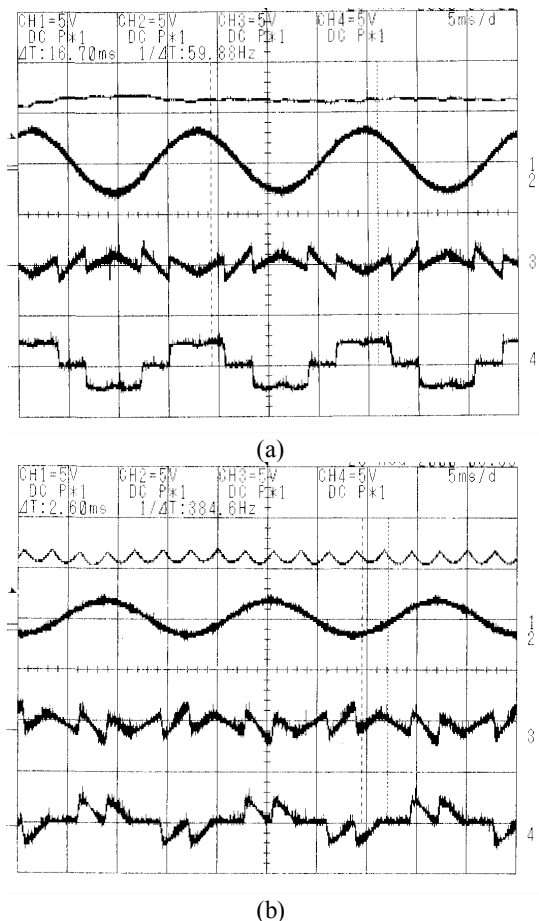 CH1=5V CH2=5V CH3=5V CH4=5V 5ms/d
DC P*1 DC P*1 DC P*1 DC P*1
ΔT:16.70ms 1/ΔT:59.88Hz
1
2
3
4
(a)
CH1=5V CH2=5V CH3=5V CH4=5V 5ms/d
DC P*1 DC P*1 DC P*1 DC P*1
ΔT:2.60ms 1/ΔT:384.6Hz
1
2
3
4
(b)